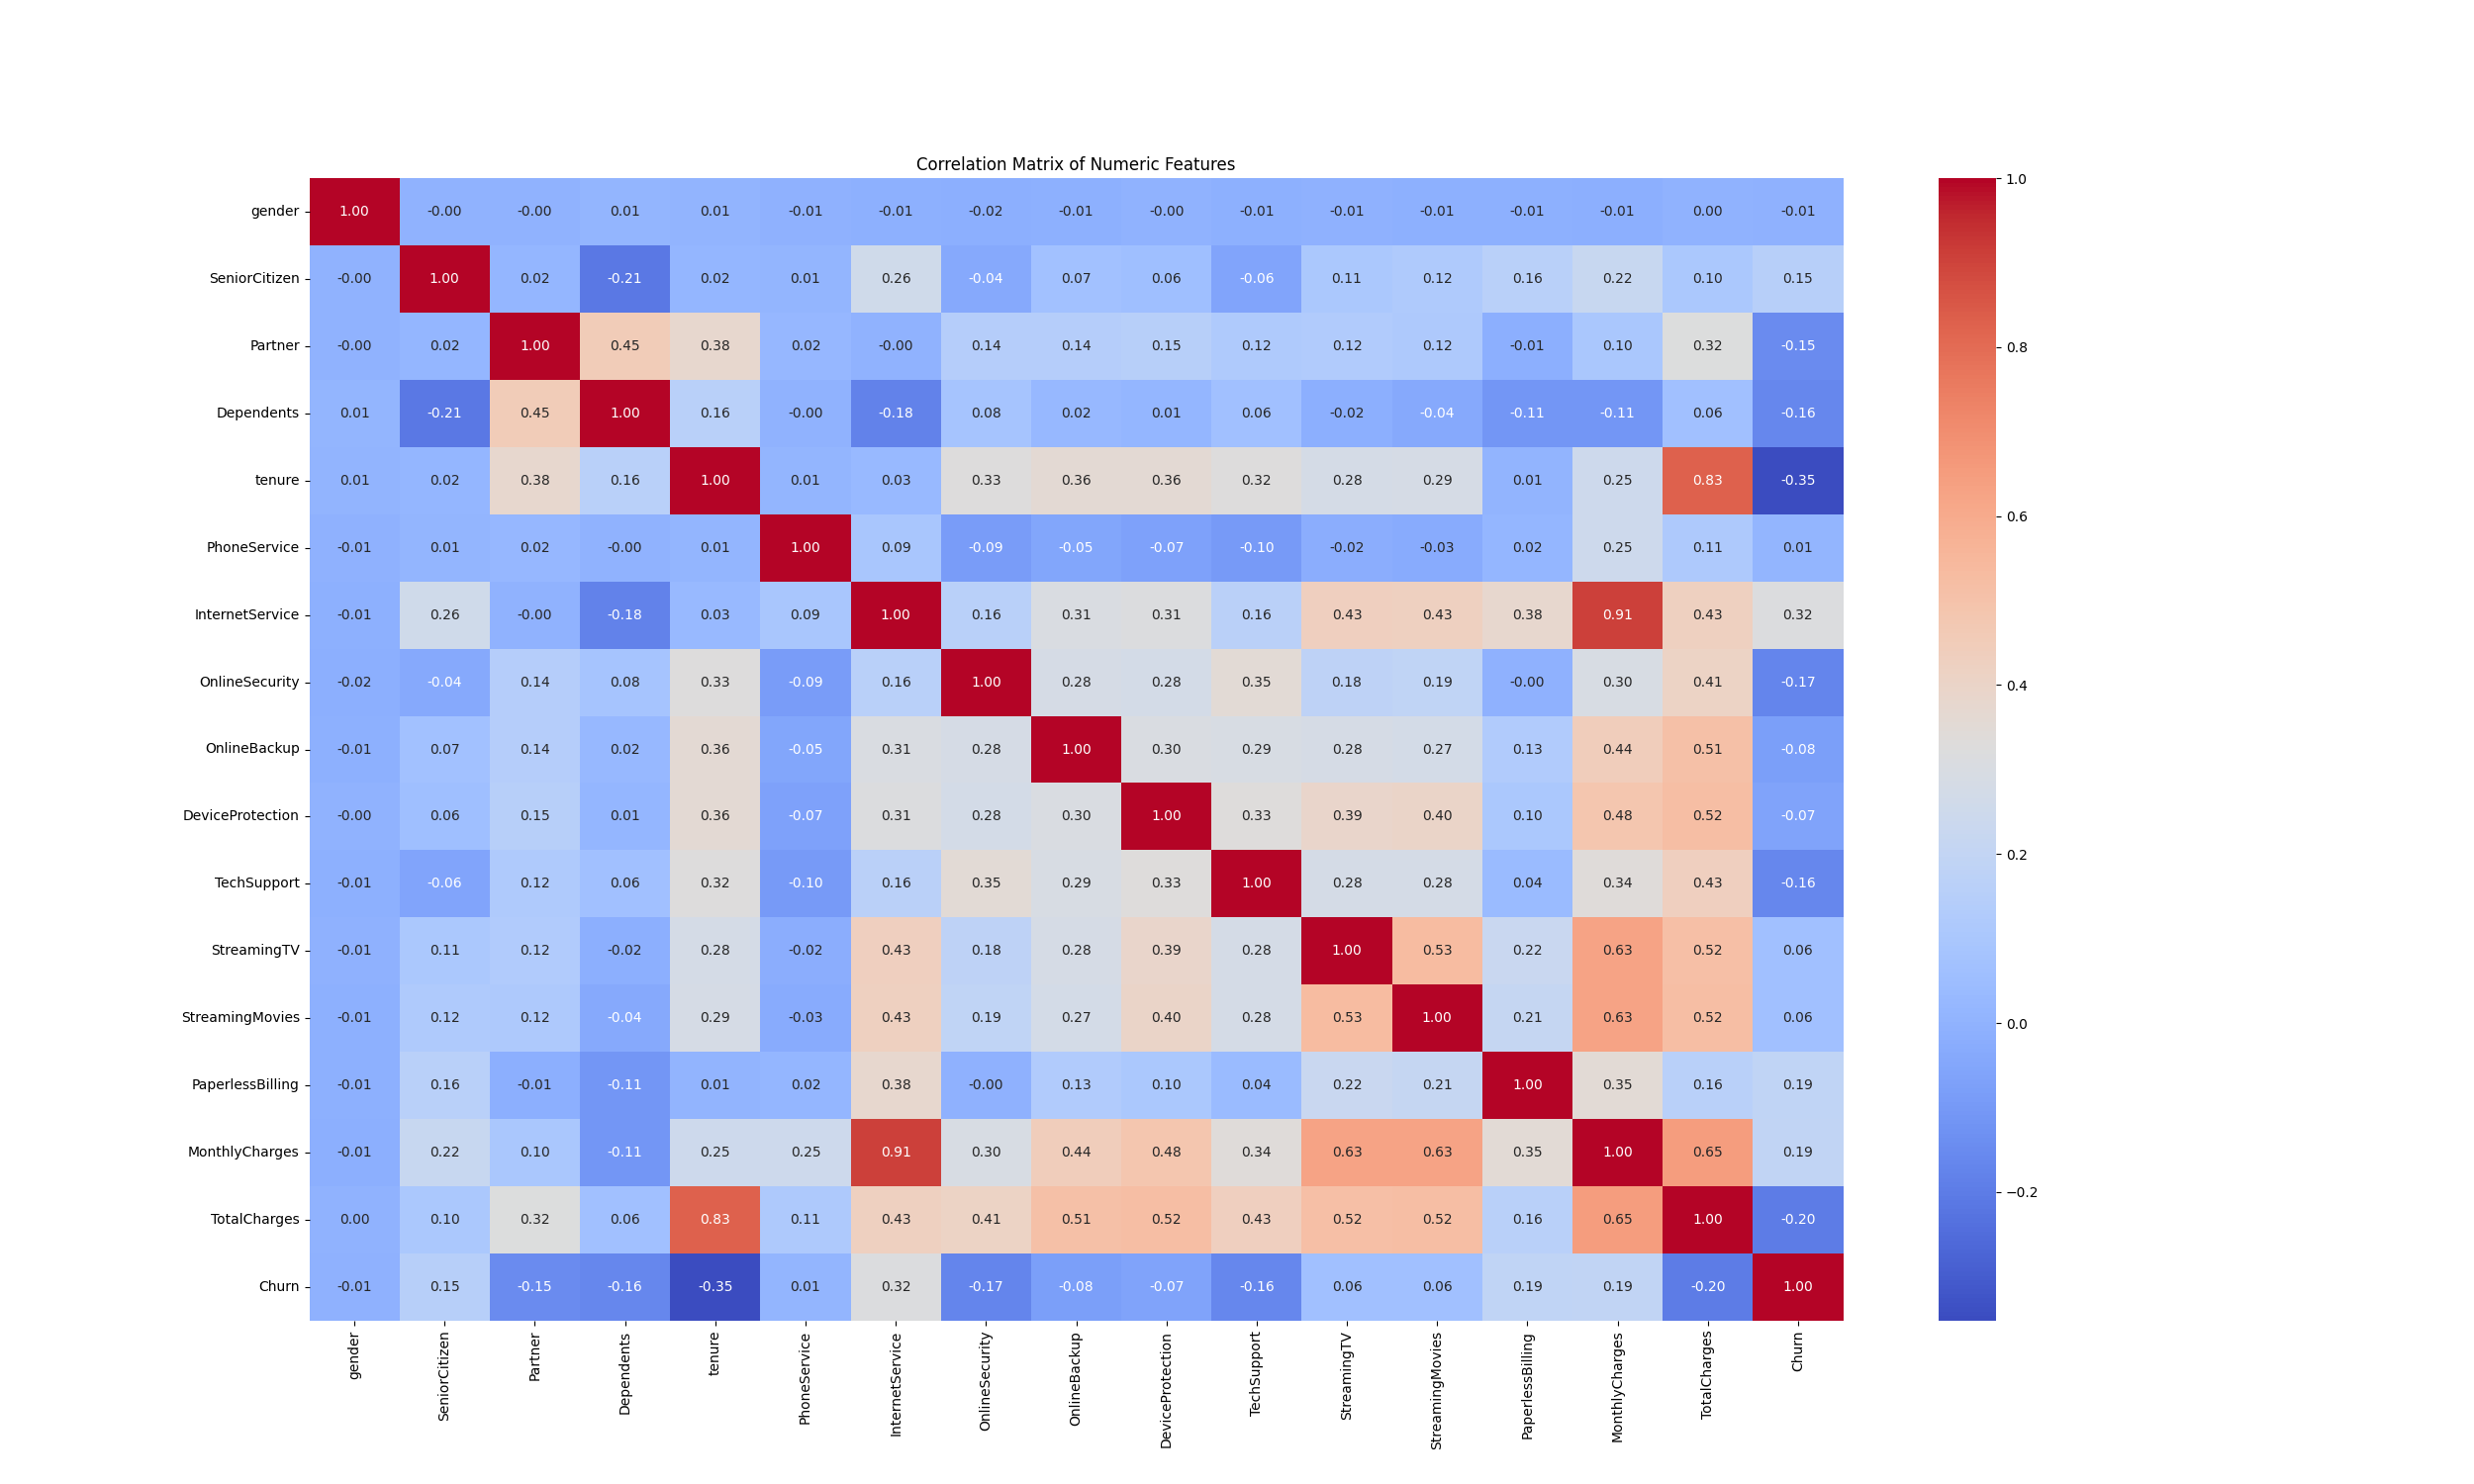 Correlation Matrix of Numeric Features
gender 1.00 -0.00 -0.00 0.01 0.01 -0.01 -0.01 -0.02 -0.01 -0.00 -0.01 -0.01 -0.01 -0.01 -0.01 0.00 -0.01
SeniorCitizen -0.00 1.00 0.02 -0.21 0.02 0.01 0.26 -0.04 0.07 0.06 -0.06 0.11 0.12 0.16 0.22 0.10 0.15
Partner -0.00 0.02 1.00 0.45 0.38 0.02 -0.00 0.14 0.14 0.15 0.12 0.12 0.12 -0.01 0.10 0.32 -0.15
Dependents 0.01 -0.21 0.45 1.00 0.16 -0.00 -0.18 0.08 0.02 0.01 0.06 -0.02 -0.04 -0.11 -0.11 0.06 -0.16
tenure 0.01 0.02 0.38 0.16 1.00 0.01 0.03 0.33 0.36 0.36 0.32 0.28 0.29 0.01 0.25 0.83 -0.35
PhoneService -0.01 0.01 0.02 -0.00 0.01 1.00 0.09 -0.09 -0.05 -0.07 -0.10 -0.02 -0.03 0.02 0.25 0.11 0.01
InternetService -0.01 0.26 -0.00 -0.18 0.03 0.09 1.00 0.16 0.31 0.31 0.16 0.43 0.43 0.38 0.91 0.43 0.32
OnlineSecurity -0.02 -0.04 0.14 0.08 0.33 -0.09 0.16 1.00 0.28 0.28 0.35 0.18 0.19 -0.00 0.30 0.41 -0.17
OnlineBackup -0.01 0.07 0.14 0.02 0.36 -0.05 0.31 0.28 1.00 0.30 0.29 0.28 0.27 0.13 0.44 0.51 -0.08
DeviceProtection -0.00 0.06 0.15 0.01 0.36 -0.07 0.31 0.28 0.30 1.00 0.33 0.39 0.40 0.10 0.48 0.52 -0.07
TechSupport -0.01 -0.06 0.12 0.06 0.32 -0.10 0.16 0.35 0.29 0.33 1.00 0.28 0.28 0.04 0.34 0.43 -0.16
StreamingTV -0.01 0.11 0.12 -0.02 0.28 -0.02 0.43 0.18 0.28 0.39 0.28 1.00 0.53 0.22 0.63 0.52 0.06
StreamingMovies -0.01 0.12 0.12 -0.04 0.29 -0.03 0.43 0.19 0.27 0.40 0.28 0.53 1.00 0.21 0.63 0.52 0.06
PaperlessBilling -0.01 0.16 -0.01 -0.11 0.01 0.02 0.38 -0.00 0.13 0.10 0.04 0.22 0.21 1.00 0.35 0.16 0.19
MonthlyCharges -0.01 0.22 0.10 -0.11 0.25 0.25 0.91 0.30 0.44 0.48 0.34 0.63 0.63 0.35 1.00 0.65 0.19
TotalCharges 0.00 0.10 0.32 0.06 0.83 0.11 0.43 0.41 0.51 0.52 0.43 0.52 0.52 0.16 0.65 1.00 -0.20
Churn -0.01 0.15 -0.15 -0.16 -0.35 0.01 0.32 -0.17 -0.08 -0.07 -0.16 0.06 0.06 0.19 0.19 -0.20 1.00
gender
SeniorCitizen
Partner
Dependents
tenure
PhoneService
InternetService
OnlineSecurity
OnlineBackup
DeviceProtection
TechSupport
StreamingTV
StreamingMovies
PaperlessBilling
MonthlyCharges
TotalCharges
Churn
1.0
0.8
0.6
0.4
0.2
0.0
−0.2